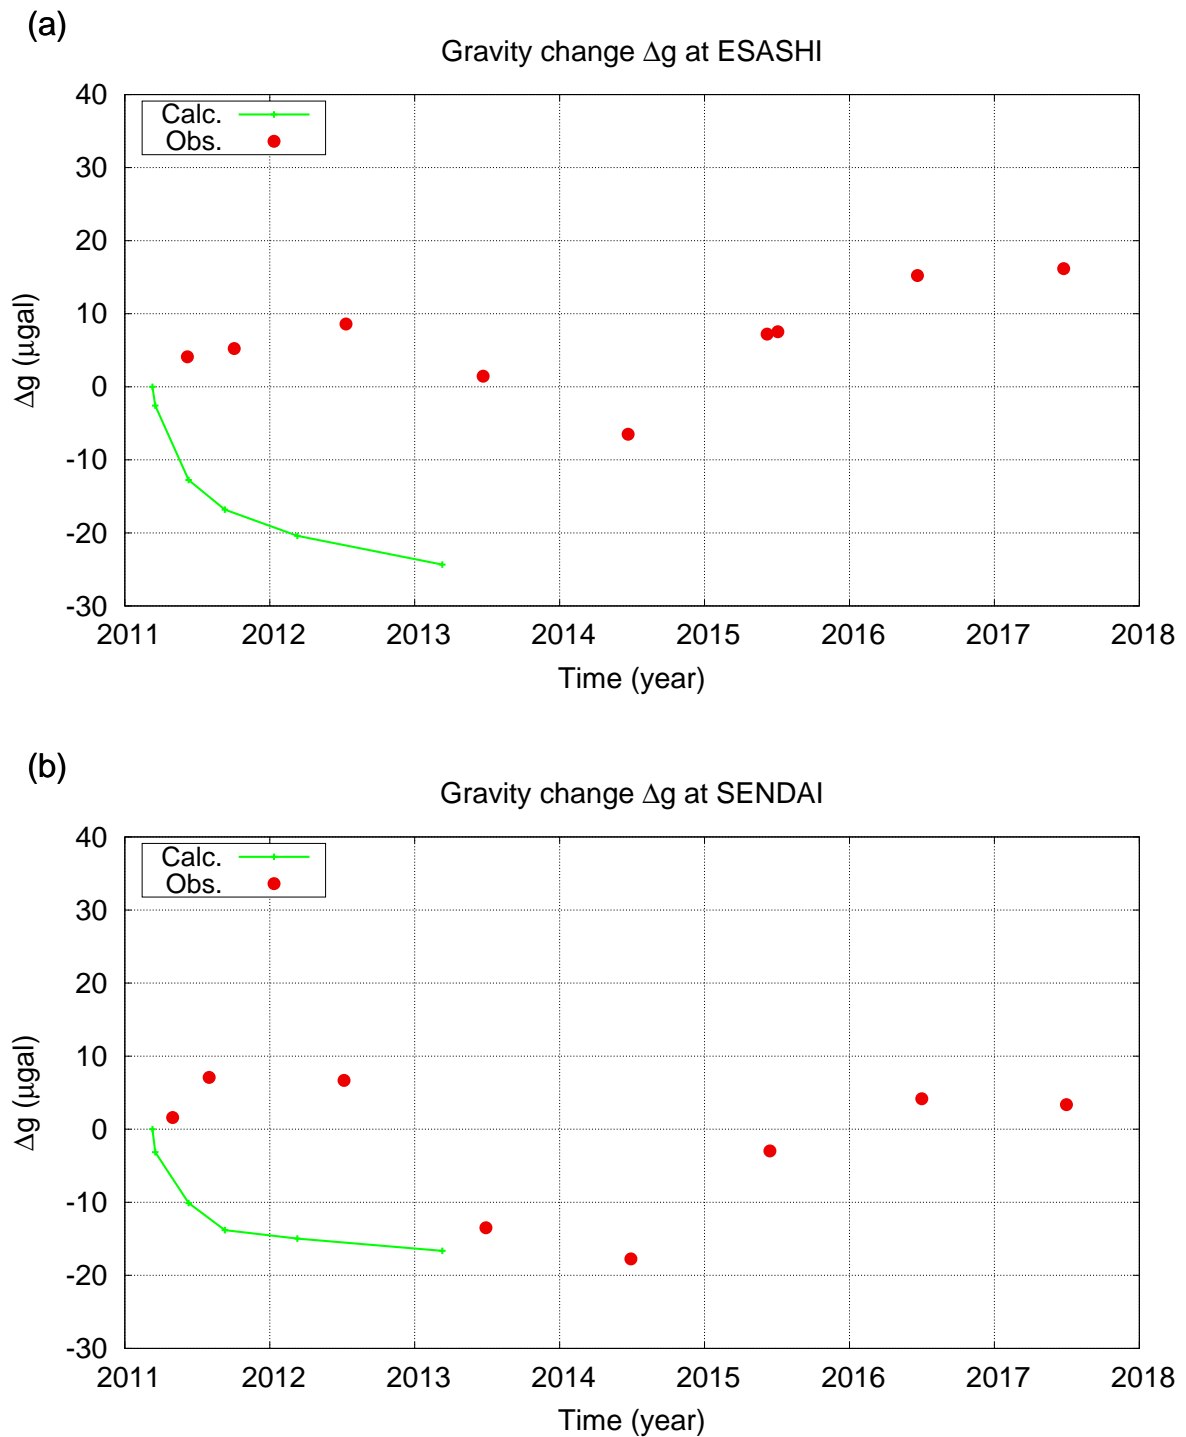 (a)
Gravity change Δg at ESASHI
40
30
20
10
0
-10
-20
-30
Δg (μgal)
Calc.
Obs.
2011 2012 2013 2014 2015 2016 2017 2018
Time (year)
(b)
Gravity change Δg at SENDAI
40
30
20
10
0
-10
-20
-30
Δg (μgal)
Calc.
Obs.
2011 2012 2013 2014 2015 2016 2017 2018
Time (year)